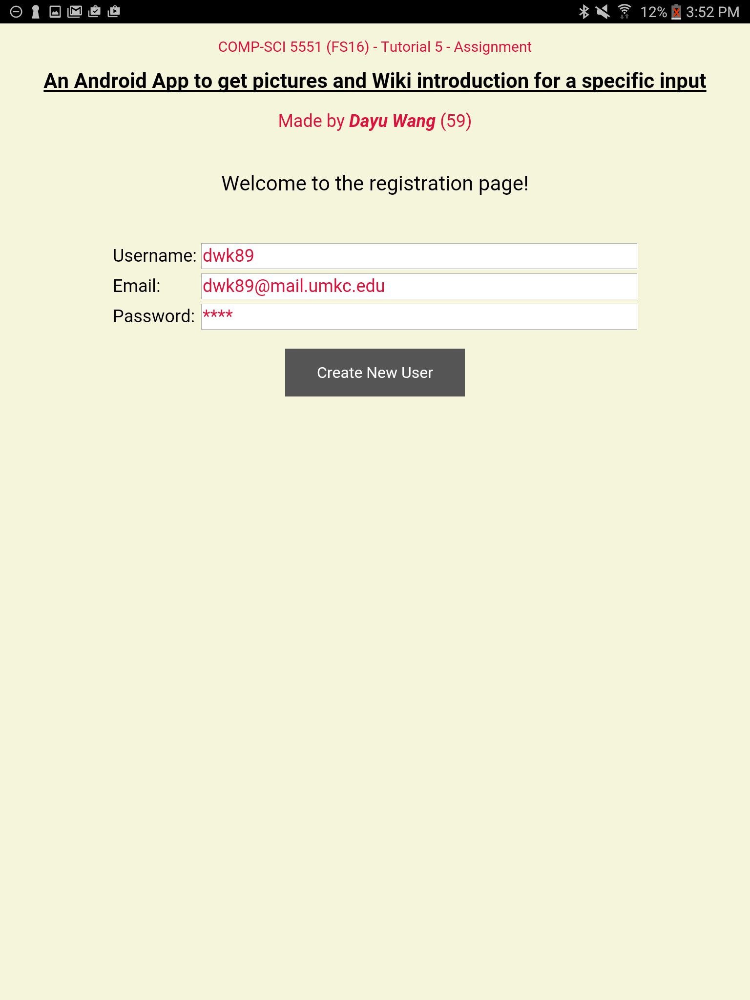 12% 3:52 PM
COMP-SCI 5551 (FS16) - Tutorial 5 - Assignment
An Android App to get pictures and Wiki introduction for a specific input
Made by Dayu Wang (59)
Welcome to the registration page!
Username: dwk89
Email: dwk89@mail.umkc.edu
Password: ****
Create New User